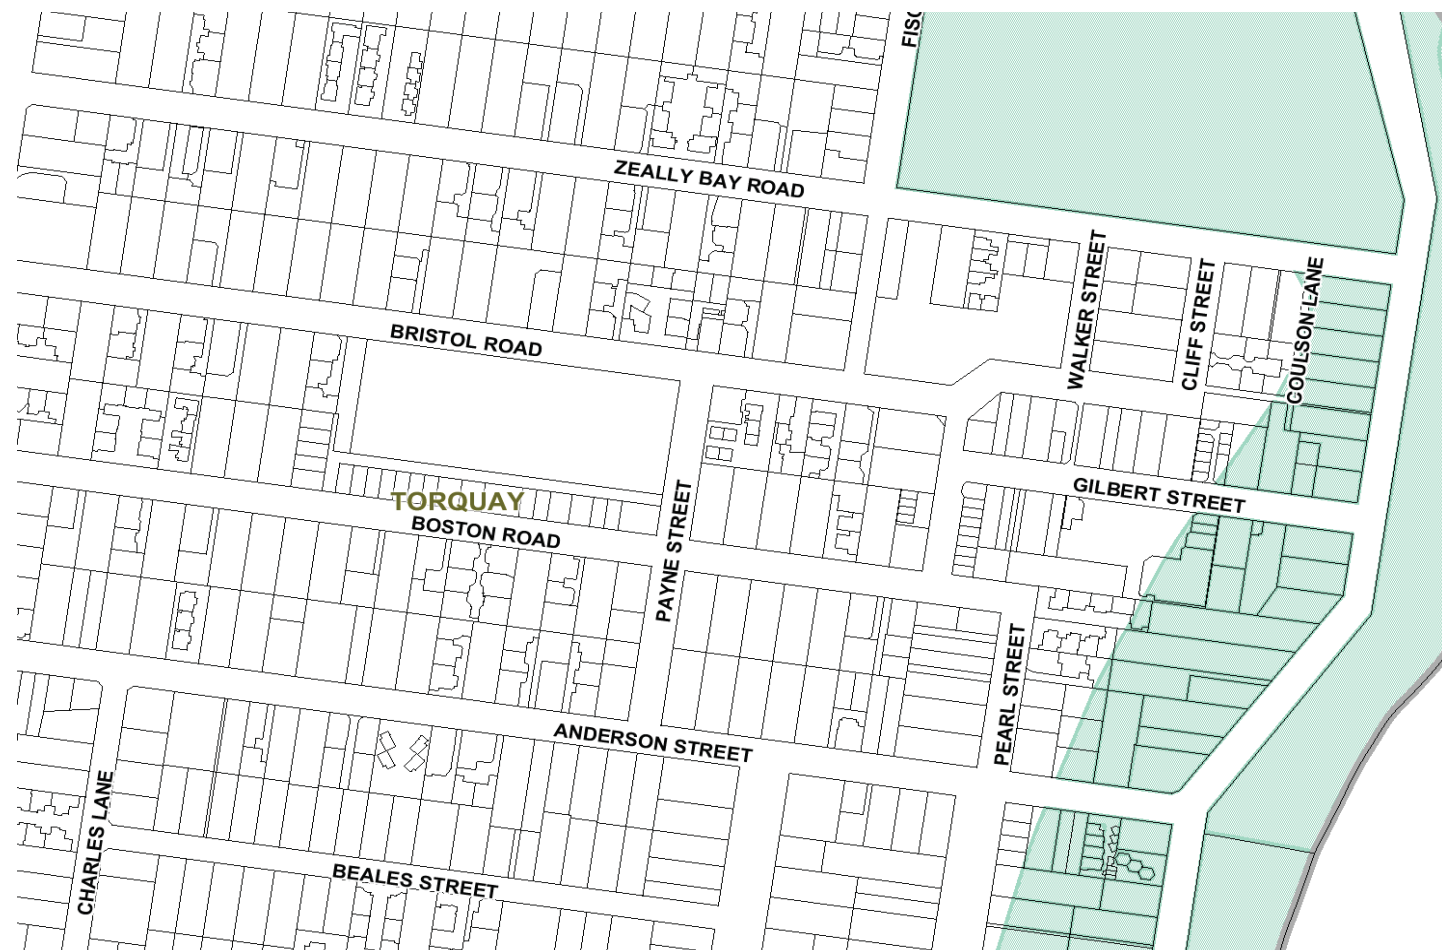 FISC
ZEALLY BAY ROAD
WALKER STREET
CLIFF STREET
COULSON LANE
BRISTOL ROAD
TORQUAY
BOSTON ROAD
PAYNE STREET
GILBERT STREET
PEARL STREET
ANDERSON STREET
CHARLES LANE
BEALES STREET